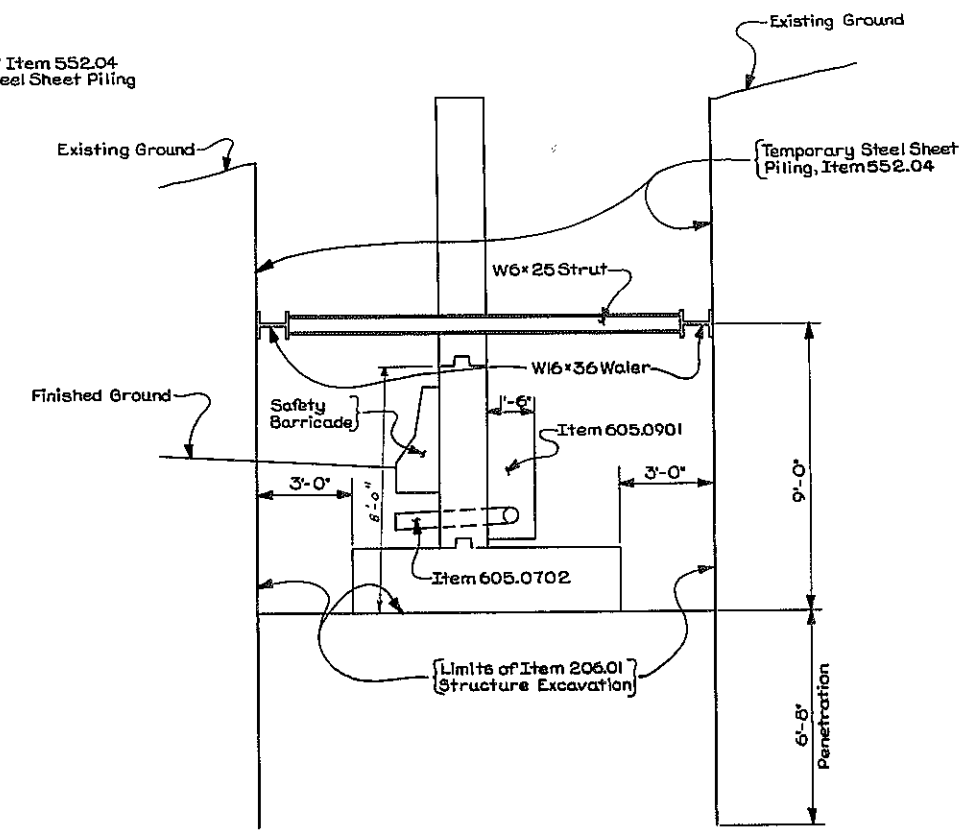 Existing Ground
Item 552.04
eel Sheet Piling
Existing Ground
Temporary Steel Sheet
Piling, Item 552.04
W6×25 Strut
W16×36 Waler
Finished Ground
Safety
Barricade
1'-6"
Item 605.0901
3'-0"
8'-0"
3'-0"
9'-0"
Item 605.0702
Limits of Item 206.01
Structure Excavation
6'-8"
Penetration